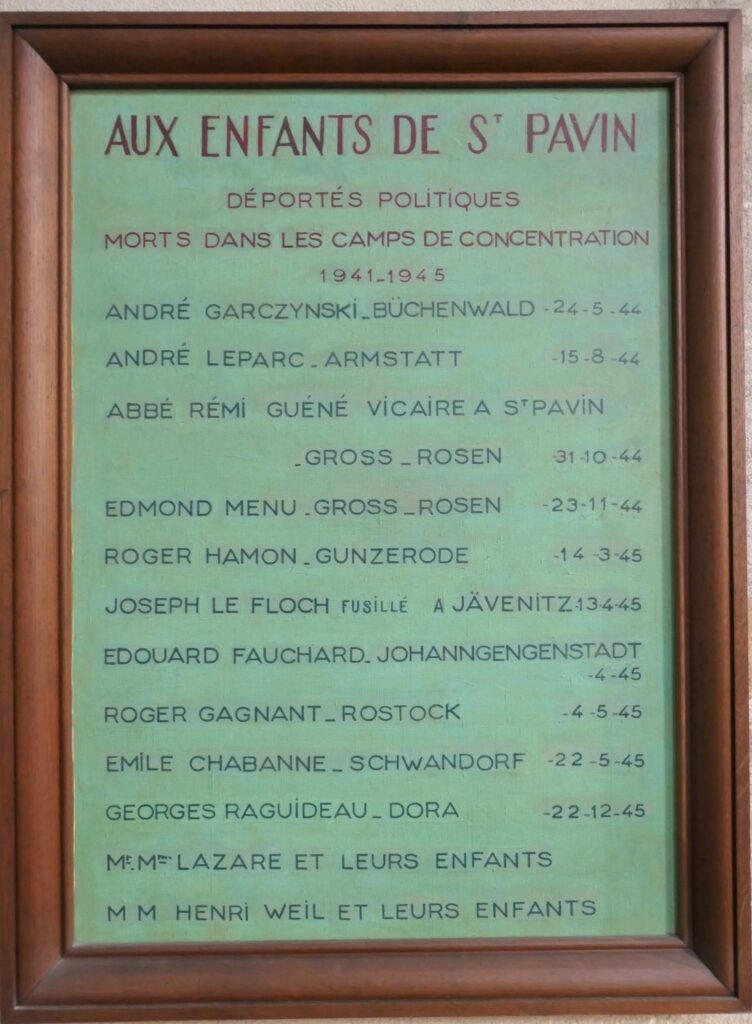 AUX ENFANTS DE Sᵀ PAVIN
DÉPORTÉS POLITIQUES
MORTS DANS LES CAMPS DE CONCENTRATION
1941_1945
ANDRÉ GARCZYNSKI_BÜCHENWALD -24-5-44
ANDRÉ LEPARC_ARMSTATT -15-8-44
ABBÉ RÉMI GUÉNÉ VICAIRE A Sᵀ PAVIN
_GROSS_ROSEN -31-10-44
EDMOND MENU_GROSS_ROSEN -23-11-44
ROGER HAMON_GUNZERODE -14-3-45
JOSEPH LE FLOCH FUSILLÉ A JÄVENITZ-13-4-45
EDOUARD FAUCHARD_JOHANNGENGENSTADT
-4-45
ROGER GAGNANT_ROSTOCK -4-5-45
EMILE CHABANNE_SCHWANDORF -22-5-45
GEORGES RAGUIDEAU_DORA -22-12-45
Mᴿ.Mᵐᵉ LAZARE ET LEURS ENFANTS
M M HENRI WEIL ET LEURS ENFANTS